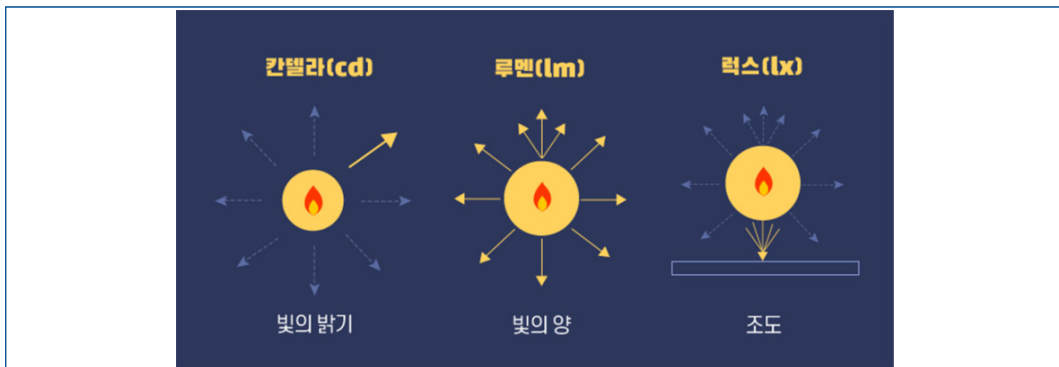 칸델라(cd)
루멘(lm)
럭스(lx)
빛의 밝기
빛의 양
조도